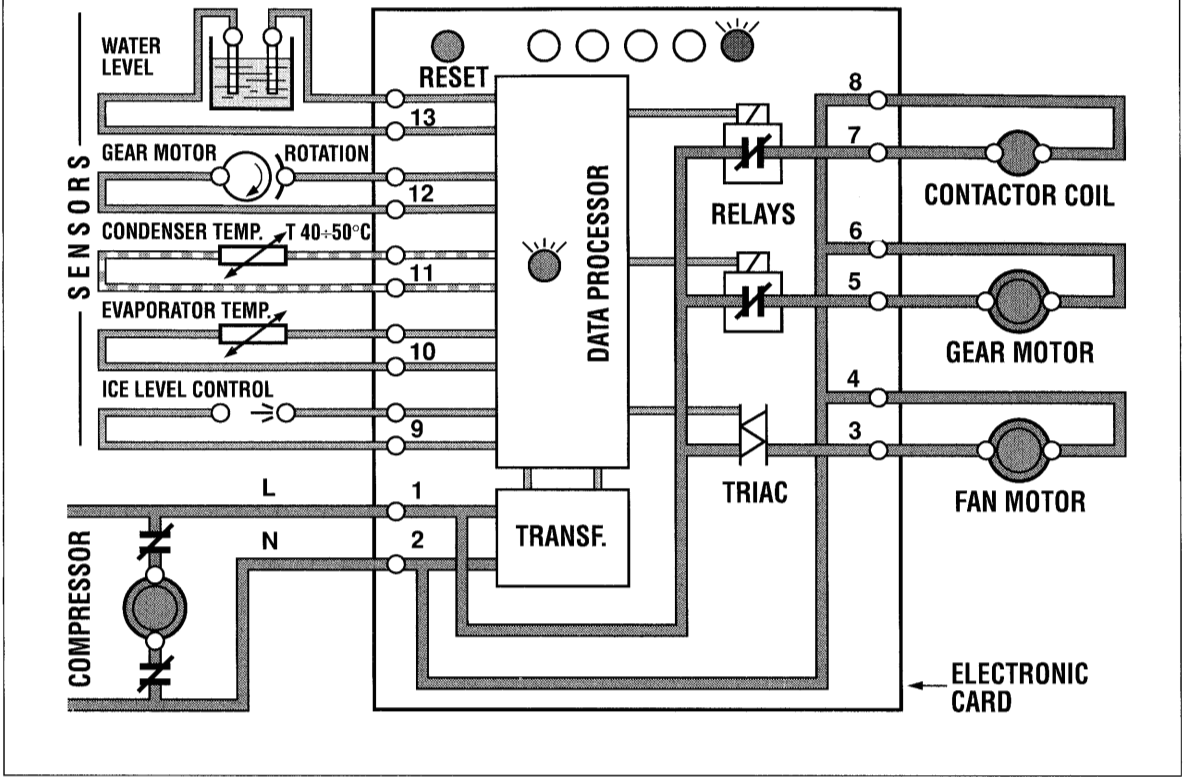 WATER
LEVEL
RESET
13
GEAR MOTOR
ROTATION
12
CONDENSER TEMP.
T 40÷50°C
11
EVAPORATOR TEMP.
10
ICE LEVEL CONTROL
9
SENSORS
DATA PROCESSOR
RELAYS
TRIAC
8
7
CONTACTOR COIL
6
5
GEAR MOTOR
4
3
FAN MOTOR
L
1
N
2
TRANSF.
COMPRESSOR
ELECTRONIC
CARD